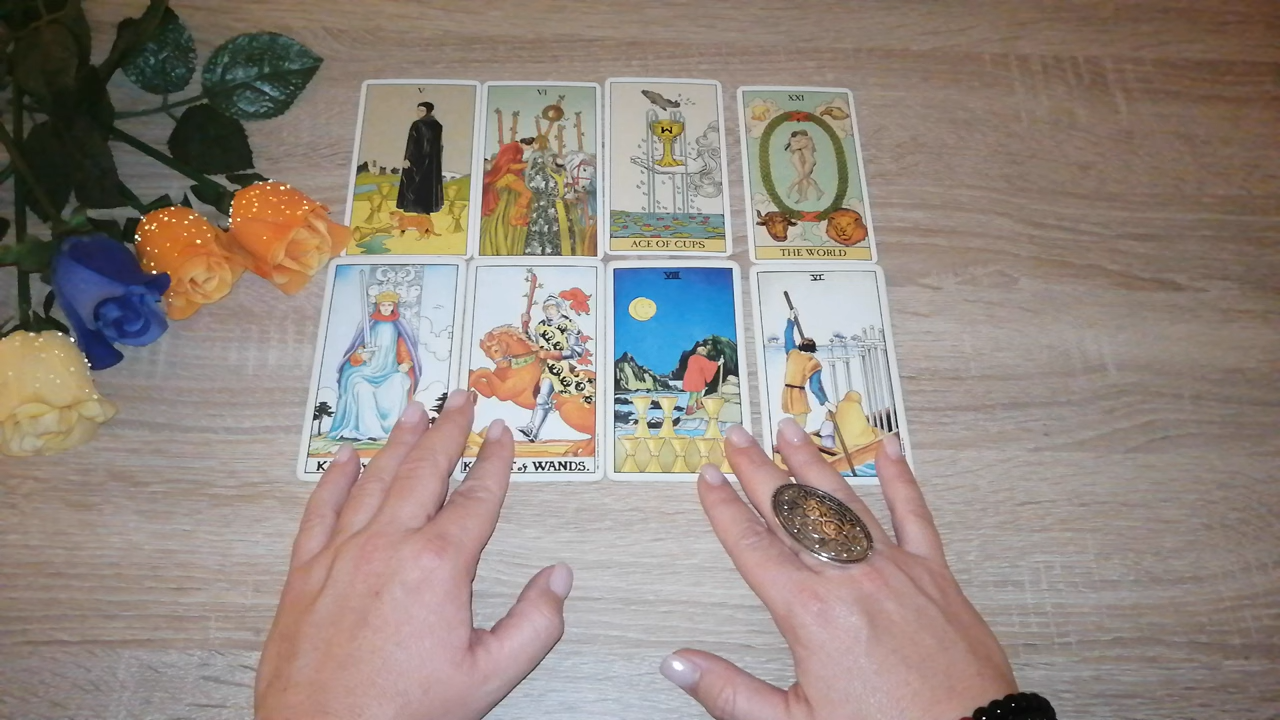 V
VI
ACE OF CUPS
XXI
THE WORLD
OF WANDS.
VIII
VI